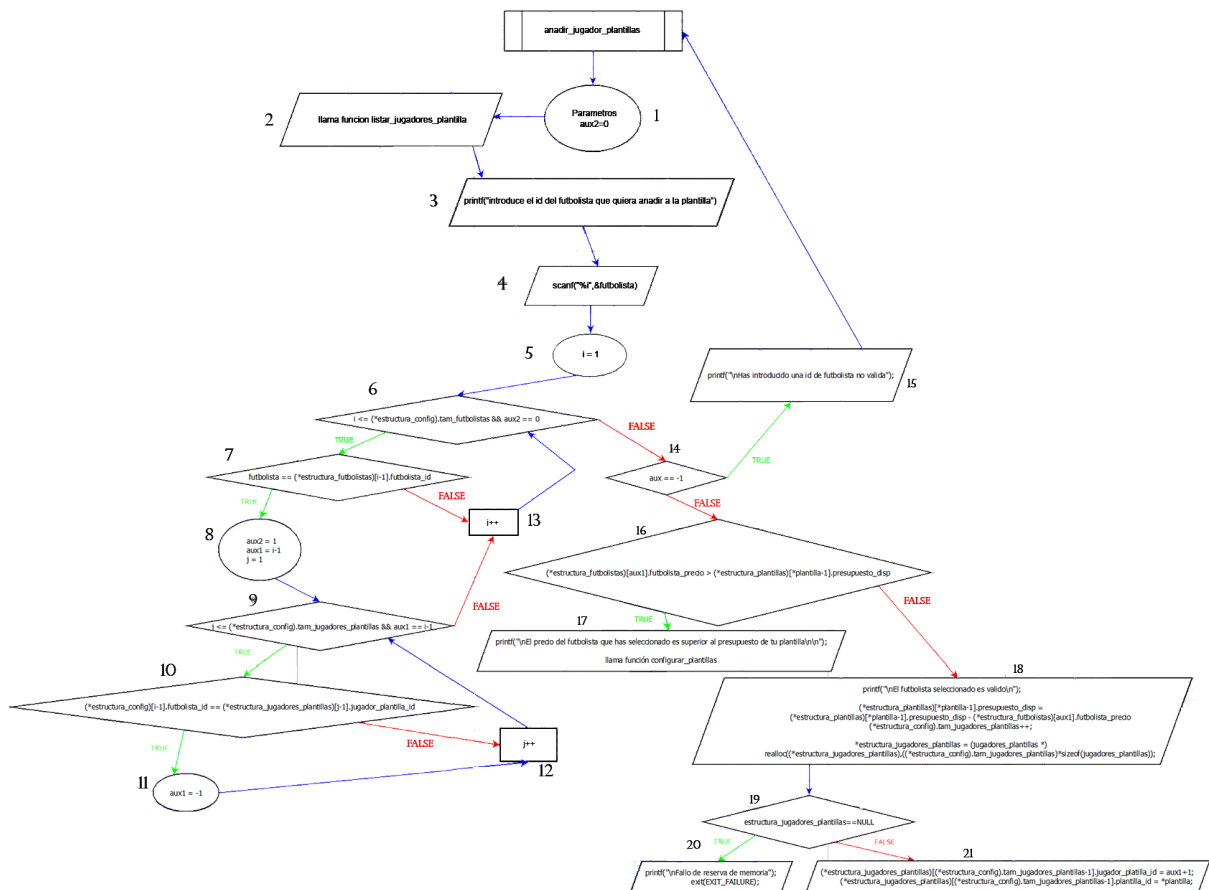 anadir_jugador_plantillas
Parametros
aux2=0
1
2
llama funcion listar_jugadores_plantilla
3
printf("introduce el id del futbolista que quiera anadir a la plantilla")
4
scanf("%i",&futbolista)
5
i = 1
6
i <= (*estructura_config).tam_futbolistas && aux2 == 0
TRUE
FALSE
7
futbolista == (*estructura_futbolistas)[i-1].futbolista_id
TRUE
FALSE
8
aux2 = 1
aux1 = i-1
j = 1
i++
13
9
j <= (*estructura_config).tam_jugadores_plantillas && aux1 == i-1
TRUE
FALSE
10
(*estructura_config)[i-1].futbolista_id == (*estructura_jugadores_plantillas)[j-1].jugador_plantilla_id
TRUE
FALSE
11
aux1 = -1
j++
12
14
aux == -1
TRUE
FALSE
printf("\nHas introducido una id de futbolista no valida");
15
16
(*estructura_futbolistas)[aux1].futbolista_precio > (*estructura_plantillas)[*plantilla-1].presupuesto_disp
TRUE
FALSE
17
printf("\nEl precio del futbolista que has seleccionado es superior al presupuesto de tu plantilla\n\n");
llama función configurar_plantillas
18
printf("\nEl futbolista seleccionado es valido\n");
(*estructura_plantillas)[*plantilla-1].presupuesto_disp =
(*estructura_plantillas)[*plantilla-1].presupuesto_disp - (*estructura_futbolistas)[aux1].futbolista_precio
(*estructura_config).tam_jugadores_plantillas++;
*estructura_jugadores_plantillas = (jugadores_plantillas *)
realloc((*estructura_jugadores_plantillas),((*estructura_config).tam_jugadores_plantillas)*sizeof(jugadores_plantillas));
19
estructura_jugadores_plantillas==NULL
TRUE
FALSE
20
printf("\nFallo de reserva de memoria");
exit(EXIT_FAILURE);
21
(*estructura_jugadores_plantillas)[(*estructura_config).tam_jugadores_plantillas-1].jugador_platilla_id = aux1+1;
(*estructura_jugadores_plantillas)[(*estructura_config).tam_jugadores_plantillas-1].plantilla_id = *plantilla;